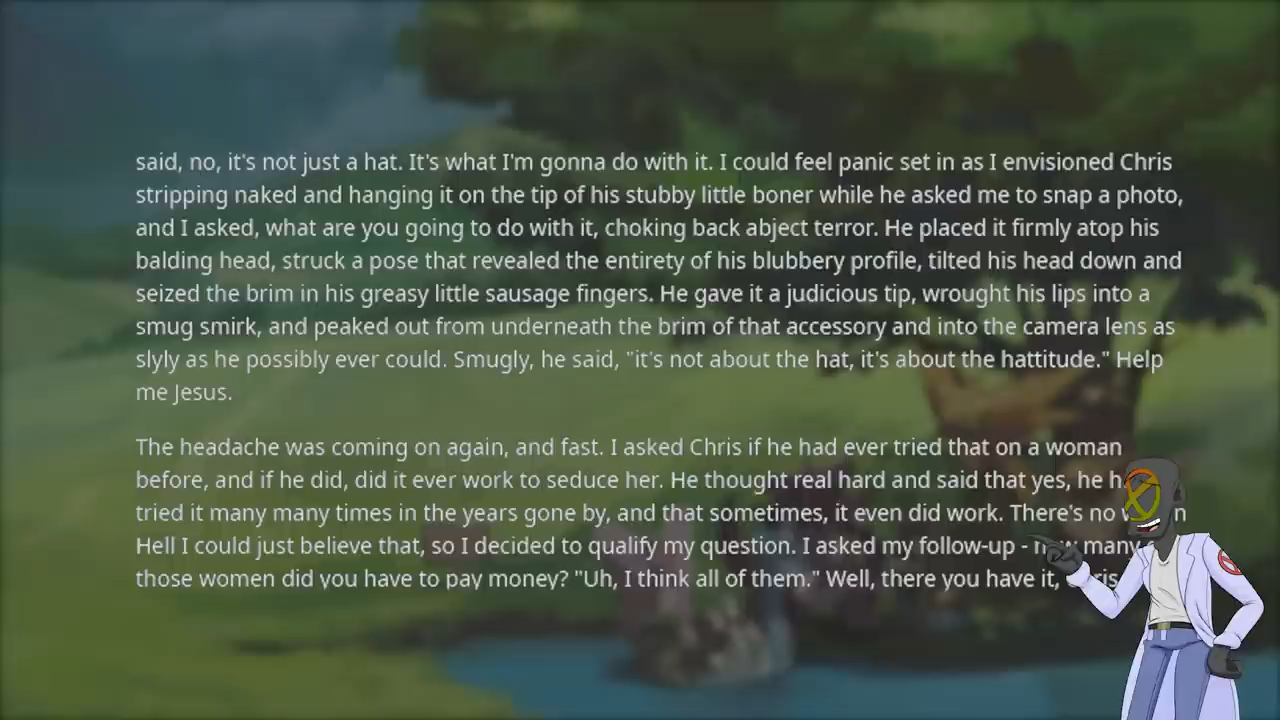 said, no, it's not just a hat. It's what I'm gonna do with it. I could feel panic set in as I envisioned Chris
stripping naked and hanging it on the tip of his stubby little boner while he asked me to snap a photo,
and I asked, what are you going to do with it, choking back abject terror. He placed it firmly atop his
balding head, struck a pose that revealed the entirety of his blubbery profile, tilted his head down and
seized the brim in his greasy little sausage fingers. He gave it a judicious tip, wrought his lips into a
smug smirk, and peaked out from underneath the brim of that accessory and into the camera lens as
slyly as he possibly ever could. Smugly, he said, "it's not about the hat, it's about the hattitude." Help
me Jesus.
The headache was coming on again, and fast. I asked Chris if he had ever tried that on a woman
before, and if he did, did it ever work to seduce her. He thought real hard and said that yes, he
tried it many many times in the years gone by, and that sometimes, it even did work. There's no
Hell I could just believe that, so I decided to qualify my question. I asked my follow-up - many
those women did you have to pay money? "Uh, I think all of them." Well, there you have it,